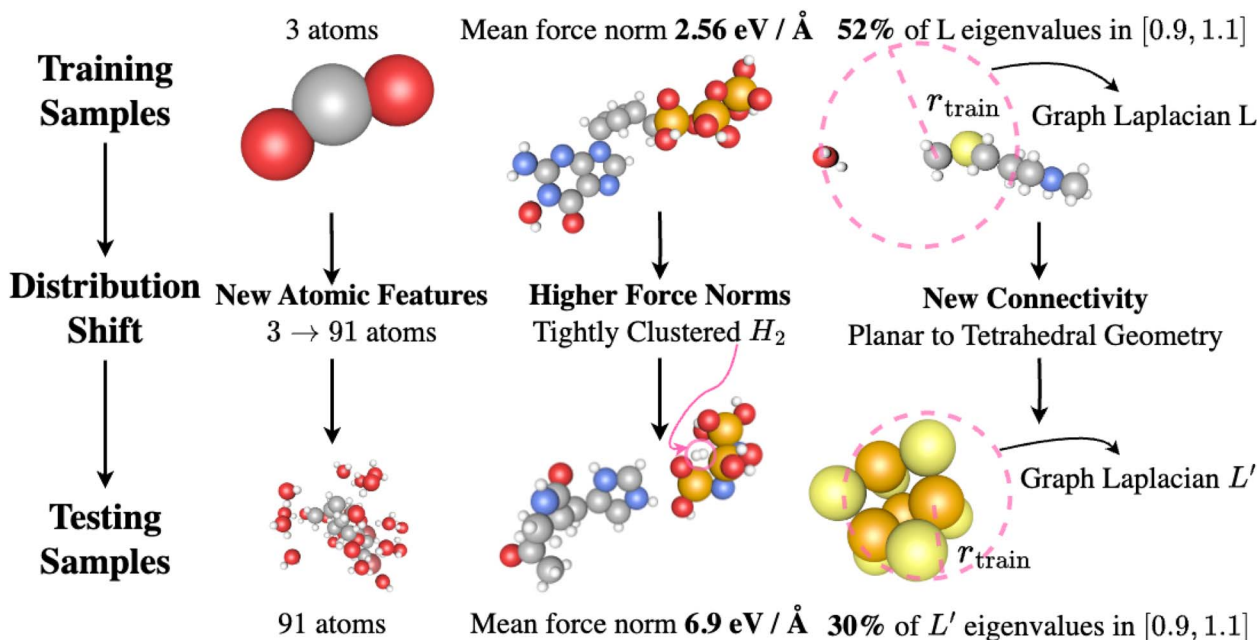 3 atoms
Mean force norm 2.56 eV / Å
52% of L eigenvalues in [0.9, 1.1]
Training
Samples
r_train
Graph Laplacian L
Distribution
Shift
New Atomic Features
3 → 91 atoms
Higher Force Norms
Tightly Clustered H₂
New Connectivity
Planar to Tetrahedral Geometry
Testing
Samples
Graph Laplacian L′
r_train
91 atoms
Mean force norm 6.9 eV / Å
30% of L′ eigenvalues in [0.9, 1.1]